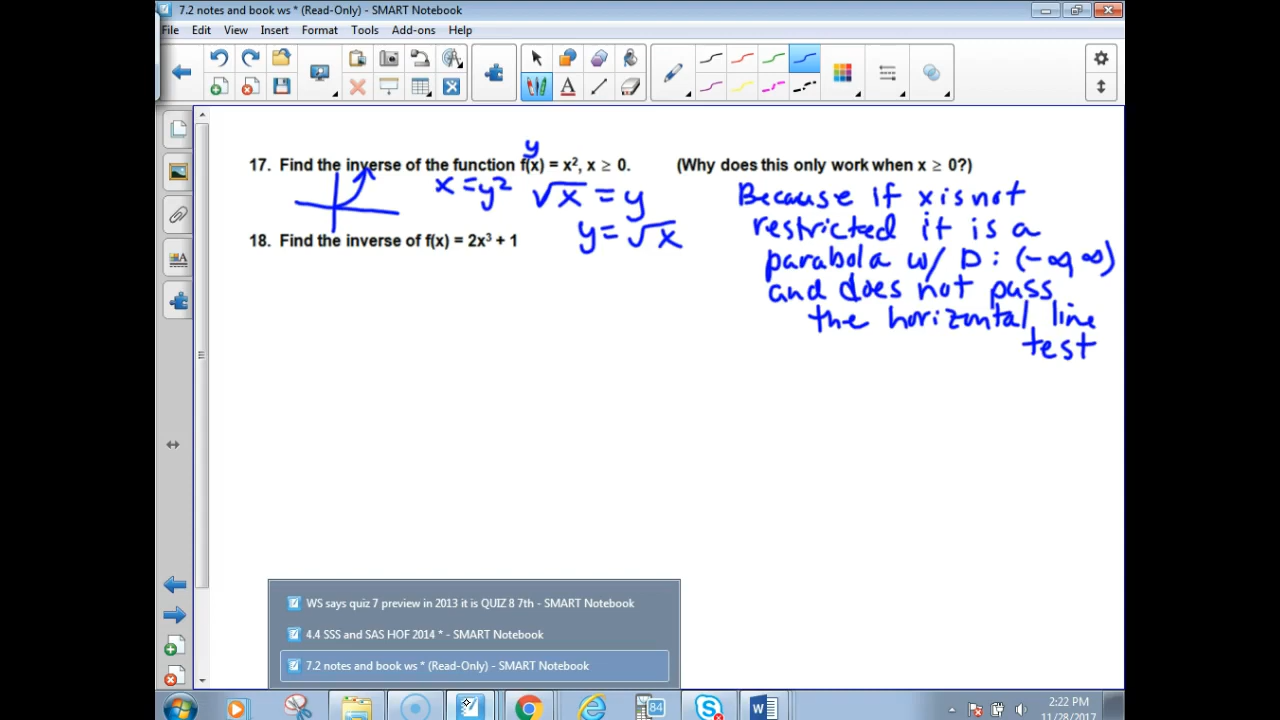 7.2 notes and book ws * (Read-Only) - SMART Notebook
File Edit View Insert Format Tools Add-ons Help
17. Find the inverse of the function f(x) = x², x ≥ 0. (Why does this only work when x ≥ 0?)
y
x = y² √x = y
y = √x
Because if x is not
restricted it is a
parabola w/ D: (-∞, ∞)
and does not pass
the horizontal line
test
18. Find the inverse of f(x) = 2x³ + 1
WS says quiz 7 preview in 2013 it is QUIZ 8 7th - SMART Notebook
4.4 SSS and SAS HOF 2014 * - SMART Notebook
7.2 notes and book ws * (Read-Only) - SMART Notebook
84
2:22 PM
11/28/2017